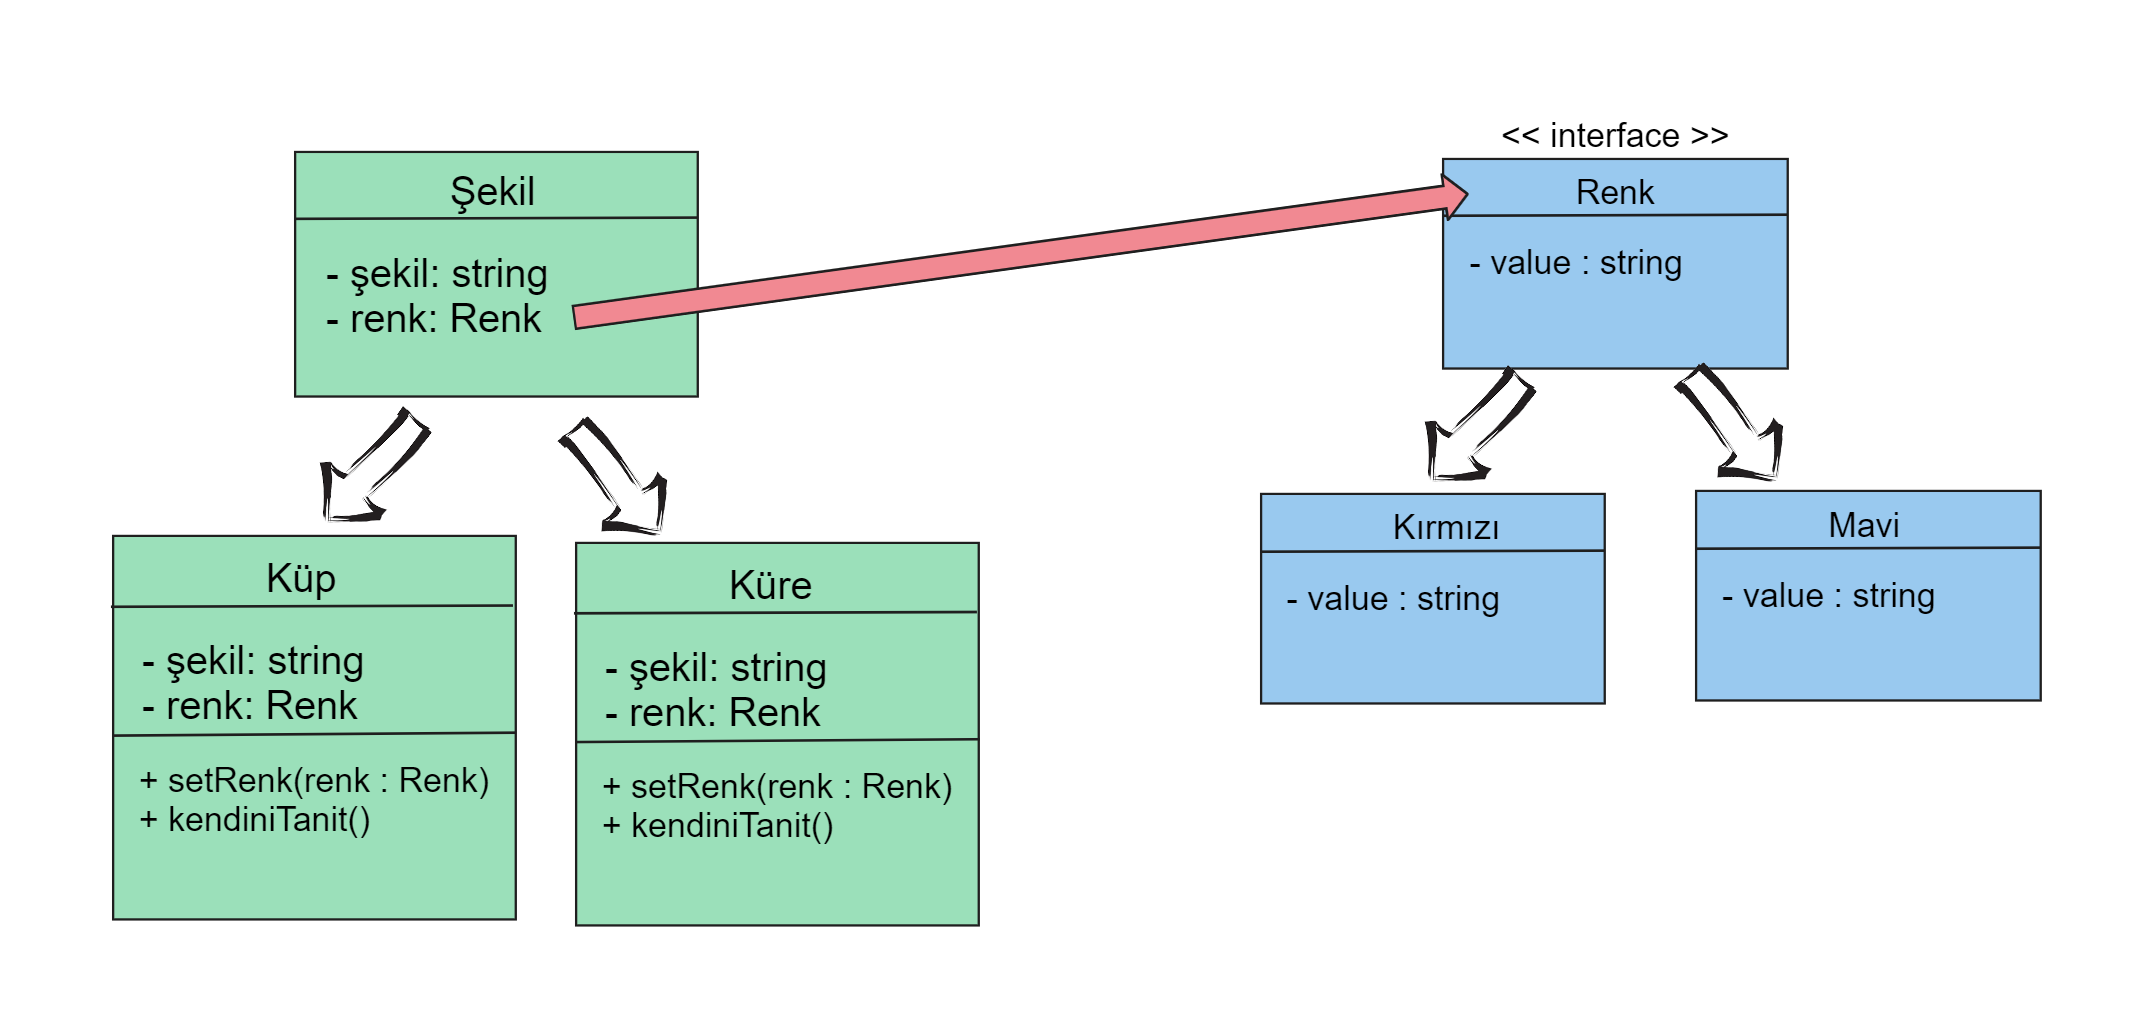 Şekil
- şekil: string
- renk: Renk
<< interface >>
Renk
- value : string
Küp
- şekil: string
- renk: Renk
+ setRenk(renk : Renk)
+ kendiniTanit()
Küre
- şekil: string
- renk: Renk
+ setRenk(renk : Renk)
+ kendiniTanit()
Kırmızı
- value : string
Mavi
- value : string